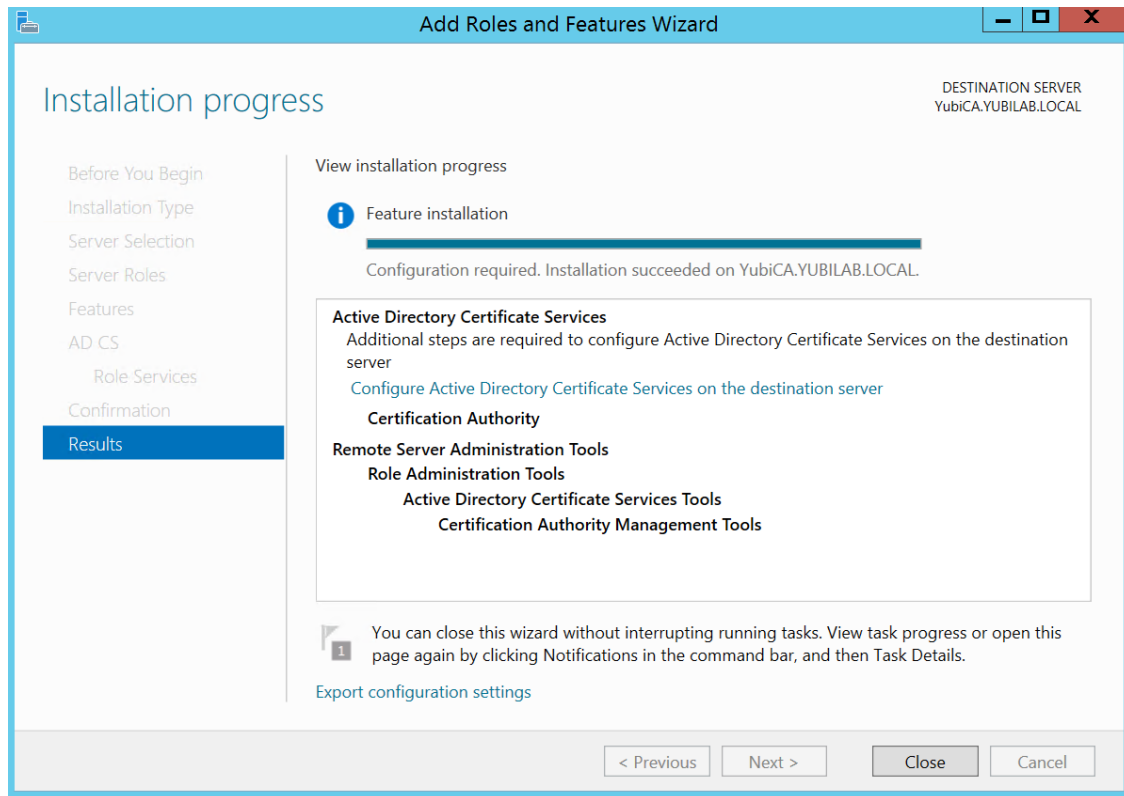 Add Roles and Features Wizard
Installation progress
DESTINATION SERVER
YubiCA.YUBILAB.LOCAL
Before You Begin
Installation Type
Server Selection
Server Roles
Features
AD CS
Role Services
Confirmation
Results
View installation progress
Feature installation
Configuration required. Installation succeeded on YubiCA.YUBILAB.LOCAL.
Active Directory Certificate Services
Additional steps are required to configure Active Directory Certificate Services on the destination
server
Configure Active Directory Certificate Services on the destination server
Certification Authority
Remote Server Administration Tools
Role Administration Tools
Active Directory Certificate Services Tools
Certification Authority Management Tools
1
You can close this wizard without interrupting running tasks. View task progress or open this
page again by clicking Notifications in the command bar, and then Task Details.
Export configuration settings
< Previous
Next >
Close
Cancel